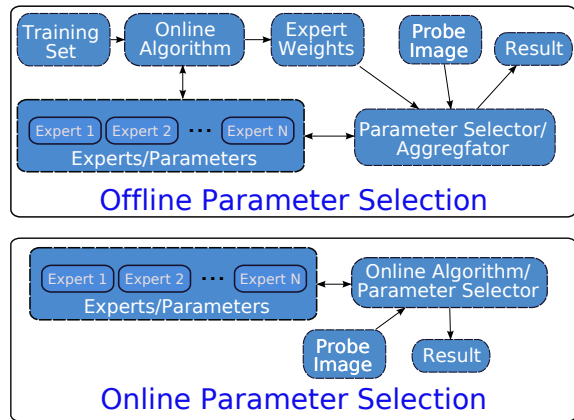 Training
Set
Online
Algorithm
Expert
Weights
Probe
Image
Result
Expert 1
Expert 2
...
Expert N
Experts/Parameters
Parameter Selector/
Aggregfator
Offline Parameter Selection
Expert 1
Expert 2
...
Expert N
Experts/Parameters
Online Algorithm/
Parameter Selector
Probe
Image
Result
Online Parameter Selection